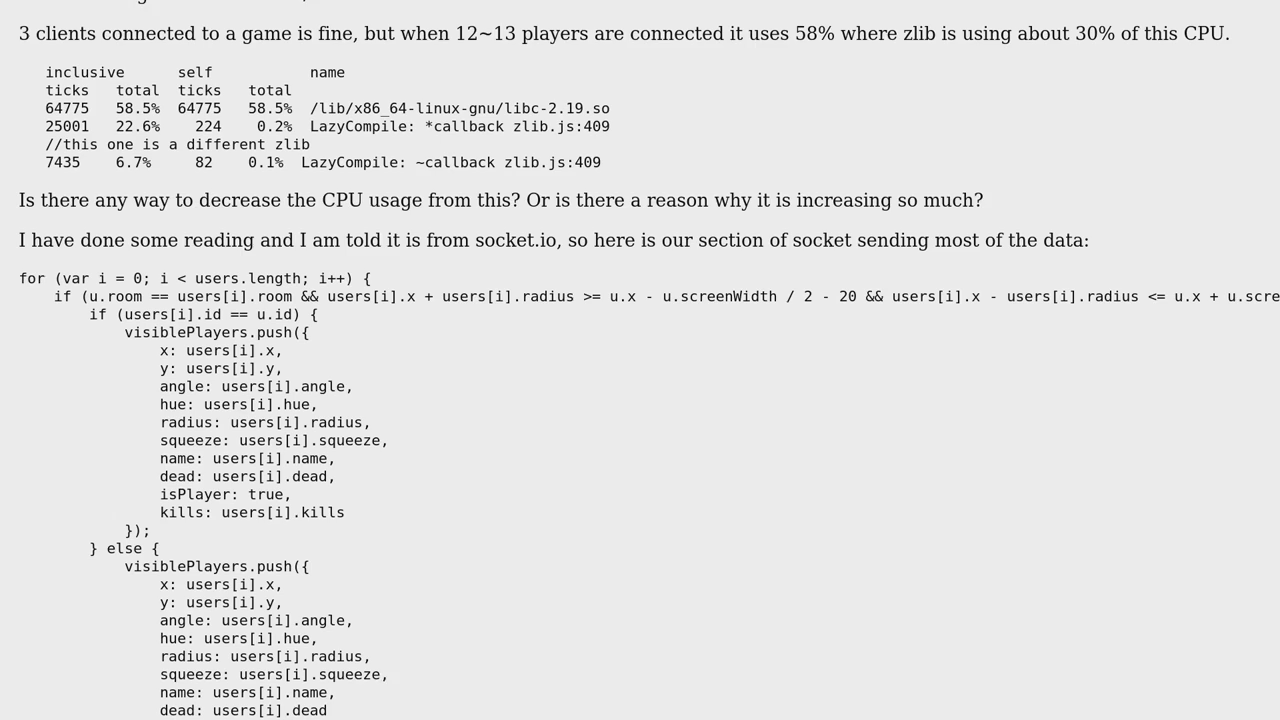 3 clients connected to a game is fine, but when 12~13 players are connected it uses 58% where zlib is using about 30% of this CPU.
inclusive      self           name
ticks   total  ticks   total
64775   58.5%  64775   58.5%  /lib/x86_64-linux-gnu/libc-2.19.so
25001   22.6%    224    0.2%  LazyCompile: *callback zlib.js:409
//this one is a different zlib
7435    6.7%     82    0.1%  LazyCompile: ~callback zlib.js:409
Is there any way to decrease the CPU usage from this? Or is there a reason why it is increasing so much?
I have done some reading and I am told it is from socket.io, so here is our section of socket sending most of the data:
for (var i = 0; i < users.length; i++) {
    if (u.room == users[i].room && users[i].x + users[i].radius >= u.x - u.screenWidth / 2 - 20 && users[i].x - users[i].radius <= u.x + u.scre
        if (users[i].id == u.id) {
            visiblePlayers.push({
                x: users[i].x,
                y: users[i].y,
                angle: users[i].angle,
                hue: users[i].hue,
                radius: users[i].radius,
                squeeze: users[i].squeeze,
                name: users[i].name,
                dead: users[i].dead,
                isPlayer: true,
                kills: users[i].kills
            });
        } else {
            visiblePlayers.push({
                x: users[i].x,
                y: users[i].y,
                angle: users[i].angle,
                hue: users[i].hue,
                radius: users[i].radius,
                squeeze: users[i].squeeze,
                name: users[i].name,
                dead: users[i].dead